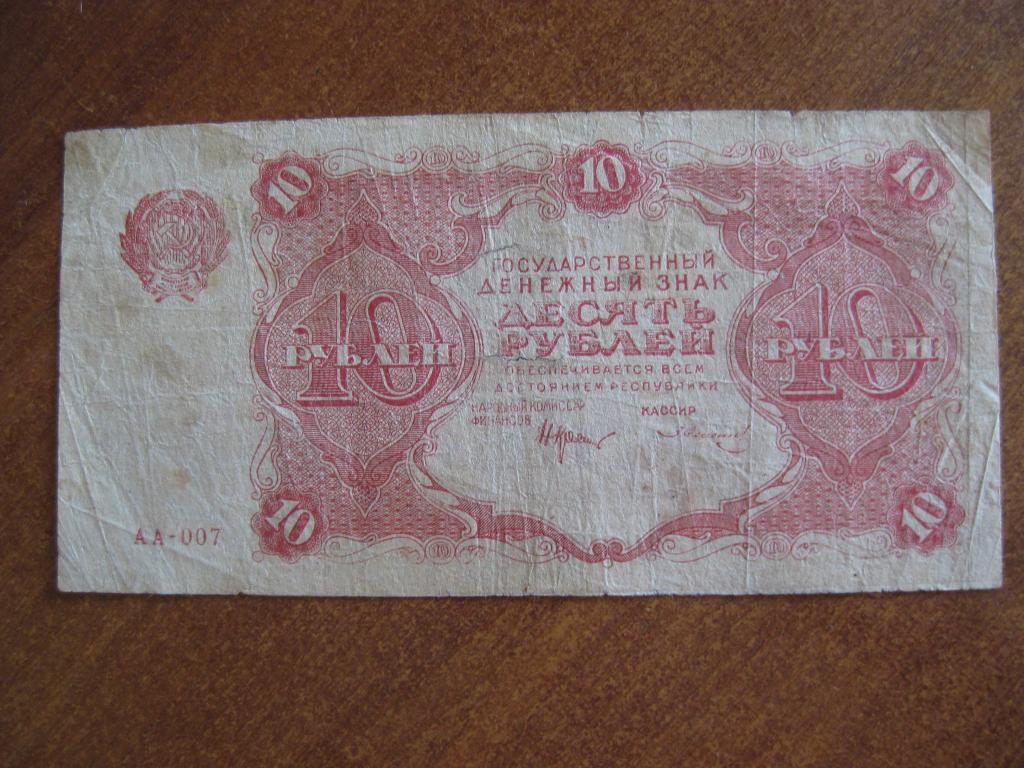 10
10
10
ГОСУДАРСТВЕННЫЙ
ДЕНЕЖНЫЙ ЗНАК
ДЕСЯТЬ
РУБЛЕЙ
ОБЕСПЕЧИВАЕТСЯ ВСЕМ
ДОСТОЯНИЕМ РЕСПУБЛИКИ
10
РУБЛЕЙ
10
РУБЛЕЙ
НАРОДНЫЙ КОМИССАР
ФИНАНСОВ
КАССИР
АА-007
10
10